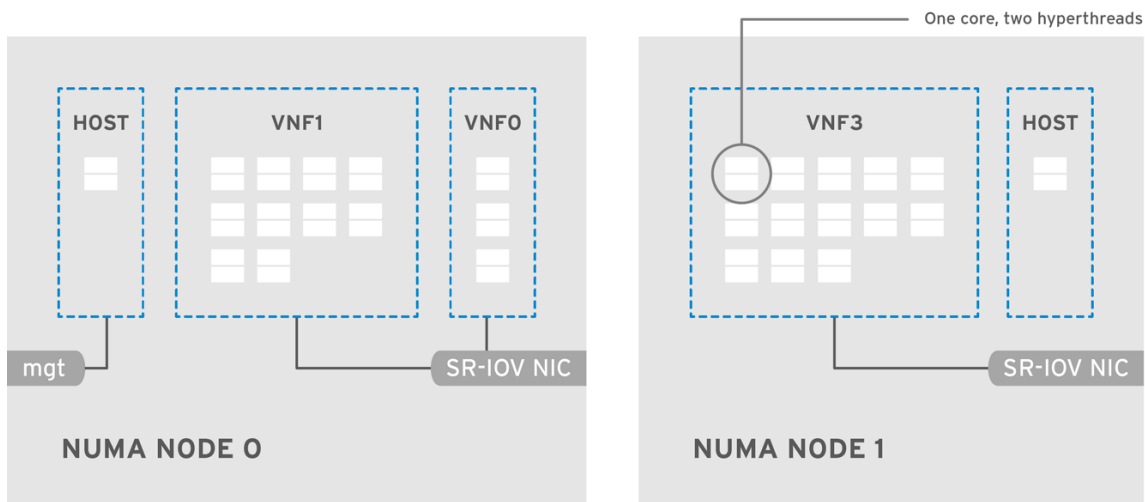 One core, two hyperthreads
HOST
VNF1
VNF0
VNF3
HOST
mgt
SR-IOV NIC
SR-IOV NIC
NUMA NODE 0
NUMA NODE 1